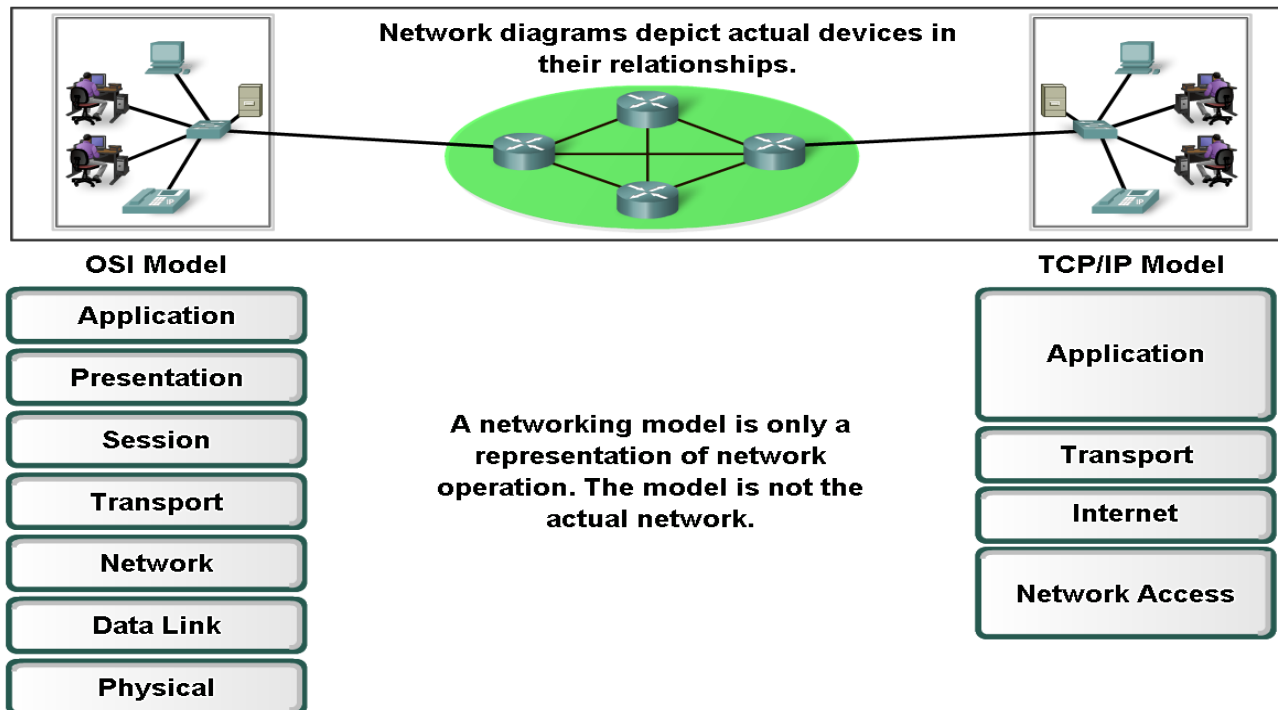 Network diagrams depict actual devices in
their relationships.
IP
IP
OSI Model
Application
Presentation
Session
Transport
Network
Data Link
Physical
A networking model is only a
representation of network
operation. The model is not the
actual network.
TCP/IP Model
Application
Transport
Internet
Network Access